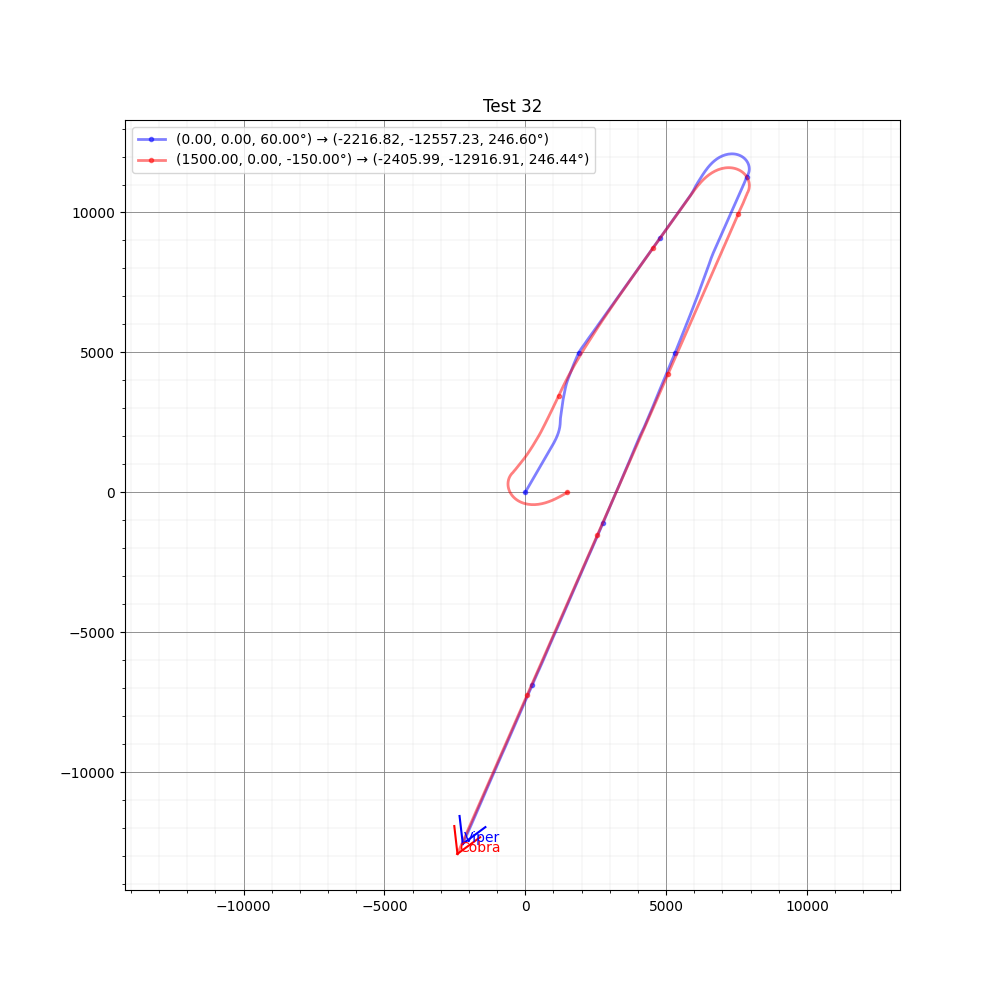 Test 32
(0.00, 0.00, 60.00°) → (-2216.82, -12557.23, 246.60°)
(1500.00, 0.00, -150.00°) → (-2405.99, -12916.91, 246.44°)
10000
5000
0
−5000
−10000
Viper
Cobra
−10000 −5000 0 5000 10000